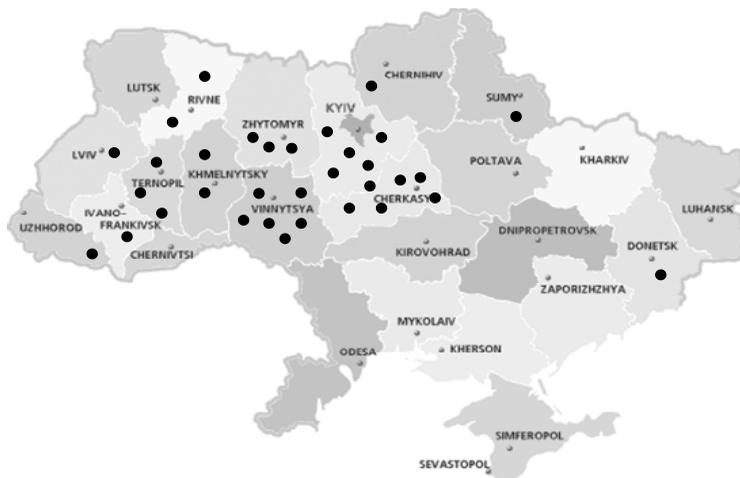 CHERNIHIV
LUTSK
RIVNE
SUMY
KYIV
ZHYTOMYR
LVIV
POLTAVA
KHARKIV
TERNOPIL
KHMELNYTSKY
CHERKASY
VINNYTSYA
IVANO-
FRANKIVSK
UZHHOROD
LUHANSK
DNIPROPETROVSK
DONETSK
CHERNIVTSI
KIROVOHRAD
ZAPORIZHZHYA
MYKOLAIV
ODESA
KHERSON
SIMFEROPOL
SEVASTOPOL